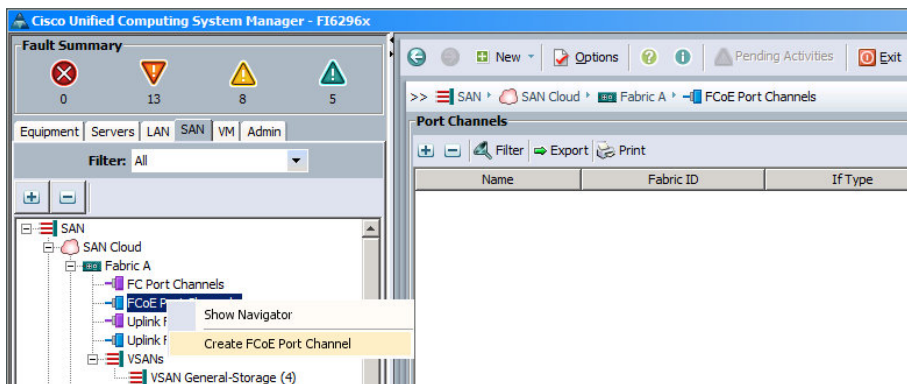 Cisco Unified Computing System Manager - FI6296x
Fault Summary
0 13 8 5
Equipment Servers LAN SAN VM Admin
Filter: All
SAN
SAN Cloud
Fabric A
FC Port Channels
FCoE
Uplink
Uplink
VSANs
VSAN General-Storage (4)
Show Navigator
Create FCoE Port Channel
New Options Pending Activities Exit
>> SAN SAN Cloud Fabric A FCoE Port Channels
Port Channels
Filter Export Print
Name Fabric ID If Type